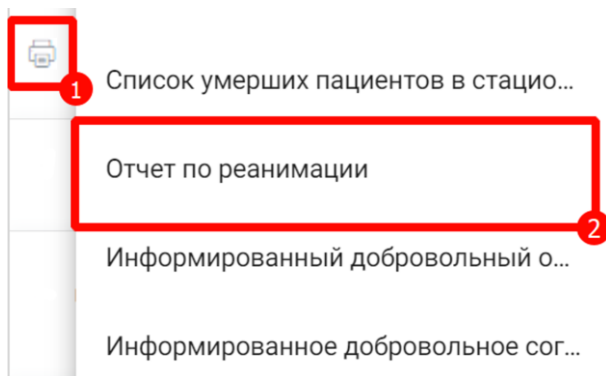 1
Список умерших пациентов в стацио...
Отчет по реанимации
2
Информированный добровольный о...
Информированное добровольное сог...